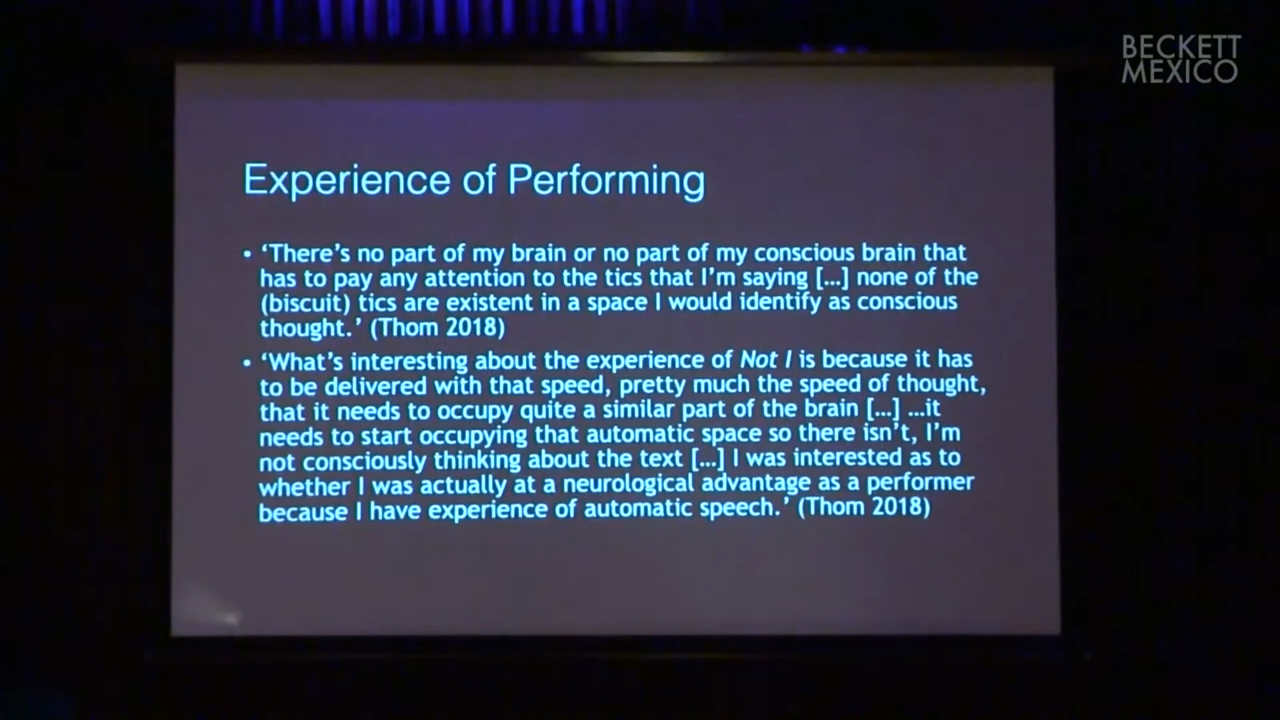 BECKETT
MEXICO
Experience of Performing
• ‘There’s no part of my brain or no part of my conscious brain that
has to pay any attention to the tics that I’m saying [...] none of the
(biscuit) tics are existent in a space I would identify as conscious
thought.’ (Thom 2018)
• ‘What’s interesting about the experience of Not I is because it has
to be delivered with that speed, pretty much the speed of thought,
that it needs to occupy quite a similar part of the brain [...] ...it
needs to start occupying that automatic space so there isn’t, I’m
not consciously thinking about the text [...] I was interested as to
whether I was actually at a neurological advantage as a performer
because I have experience of automatic speech.’ (Thom 2018)